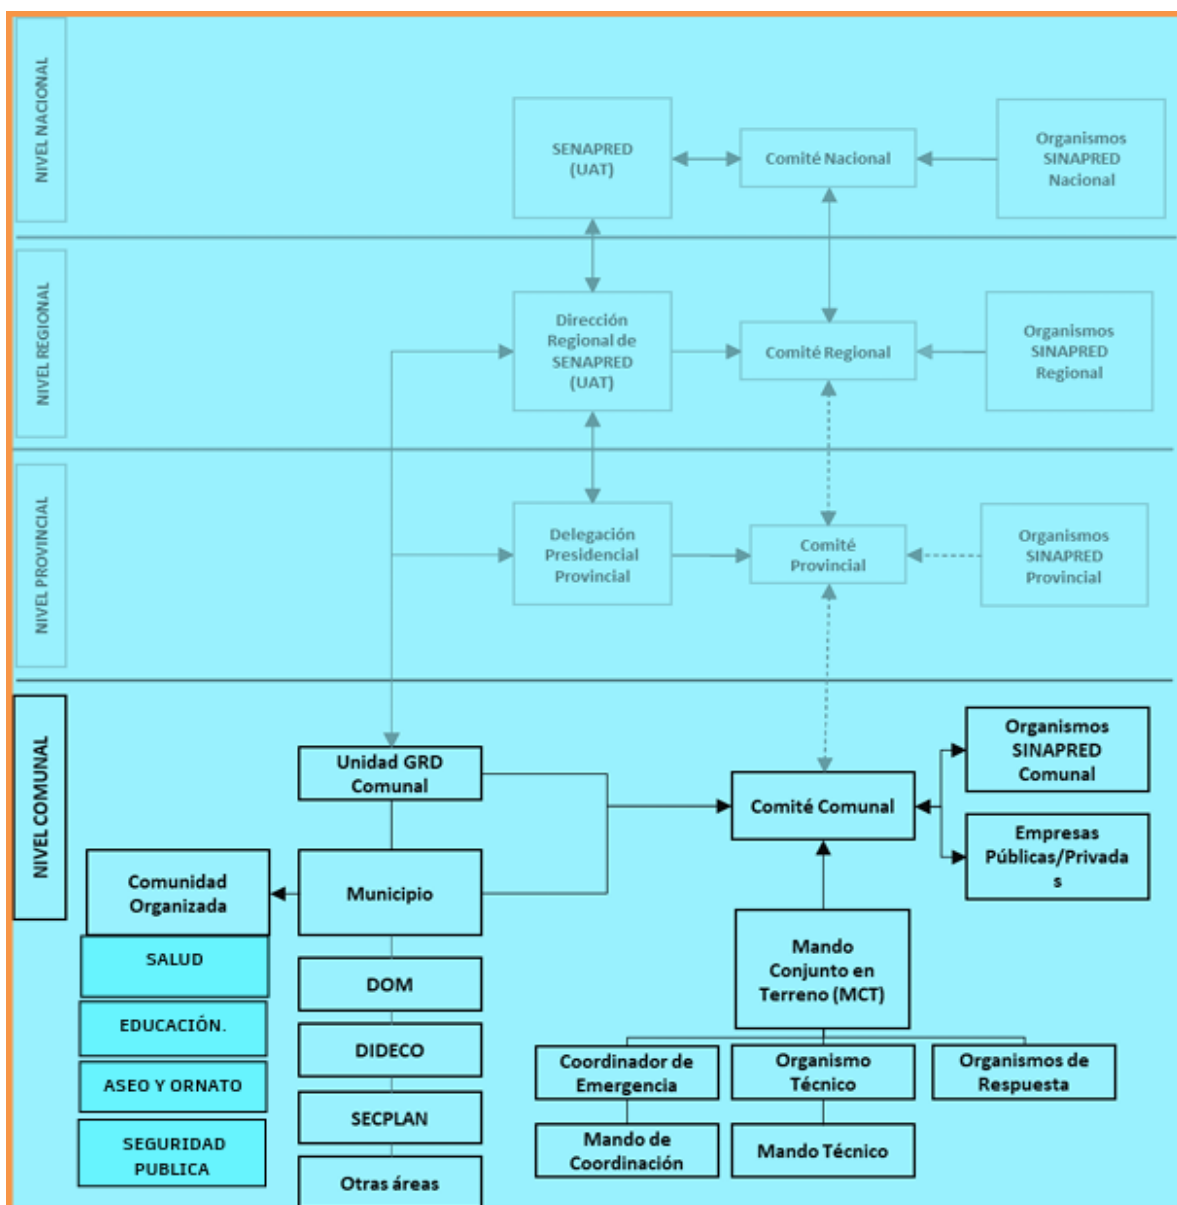 NIVEL NACIONAL
SENAPRED
(UAT)
Comité Nacional
Organismos
SINAPRED
Nacional
NIVEL REGIONAL
Dirección
Regional de
SENAPRED
(UAT)
Comité Regional
Organismos
SINAPRED
Regional
NIVEL PROVINCIAL
Delegación
Presidencial
Provincial
Comité
Provincial
Organismos
SINAPRED
Provincial
NIVEL COMUNAL
Unidad GRD
Comunal
Comité Comunal
Organismos
SINAPRED
Comunal
Empresas
Públicas/Privada
s
Comunidad
Organizada
Municipio
SALUD
EDUCACIÓN.
ASEO Y ORNATO
SEGURIDAD
PUBLICA
DOM
DIDECO
SECPLAN
Otras áreas
Mando
Conjunto en
Terreno (MCT)
Coordinador de
Emergencia
Organismo
Técnico
Organismos de
Respuesta
Mando de
Coordinación
Mando Técnico